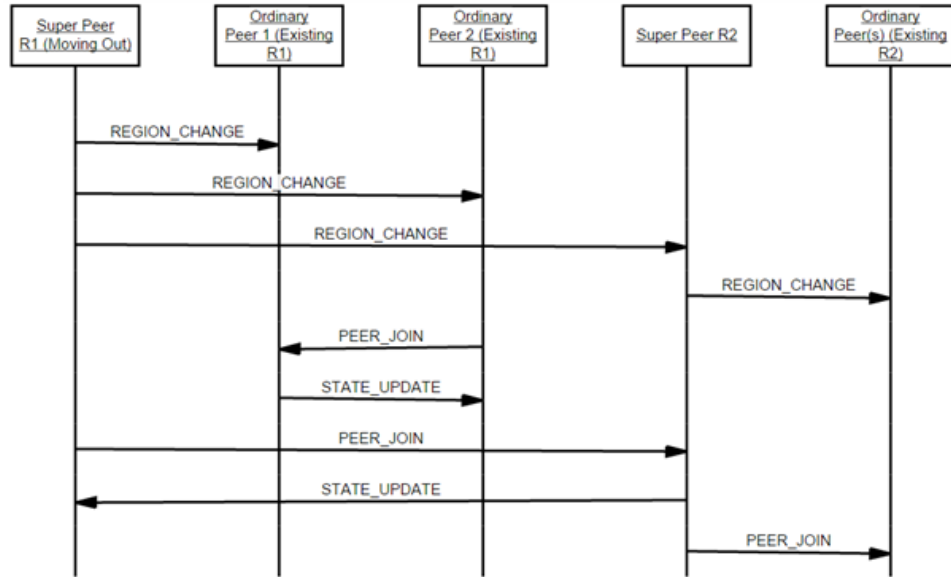 Super Peer
R1 (Moving Out)
Ordinary
Peer 1 (Existing
R1)
Ordinary
Peer 2 (Existing
R1)
Super Peer R2
Ordinary
Peer(s) (Existing
R2)
REGION_CHANGE
REGION_CHANGE
REGION_CHANGE
REGION_CHANGE
PEER_JOIN
STATE_UPDATE
PEER_JOIN
STATE_UPDATE
PEER_JOIN